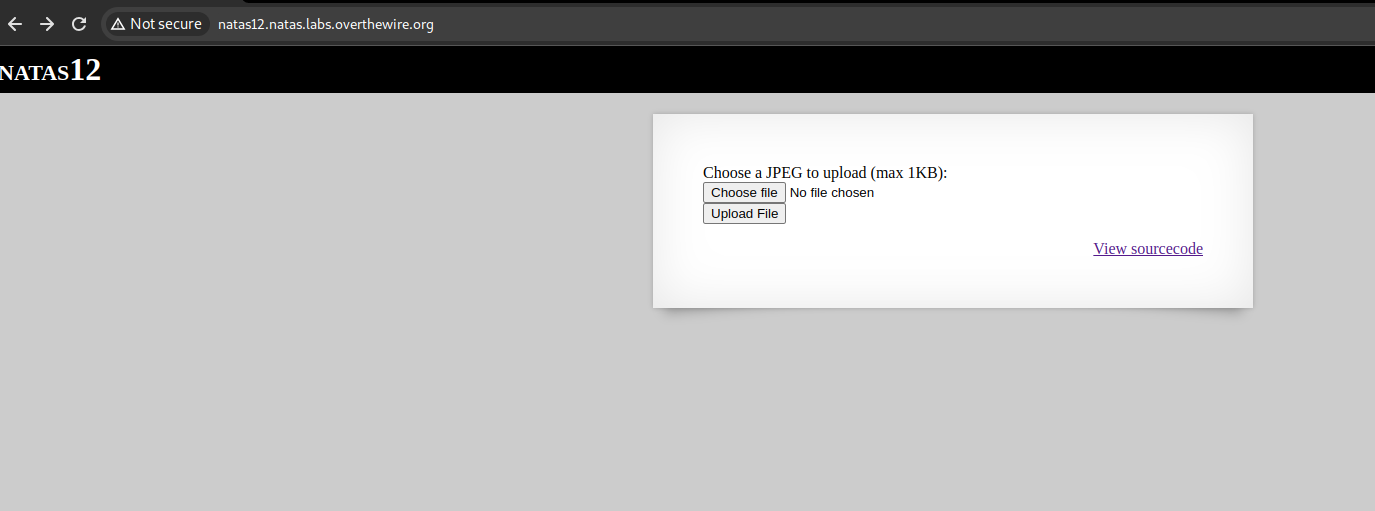 Not secure natas12.natas.labs.overthewire.org
NATAS12
Choose a JPEG to upload (max 1KB):
Choose file No file chosen
Upload File
View sourcecode